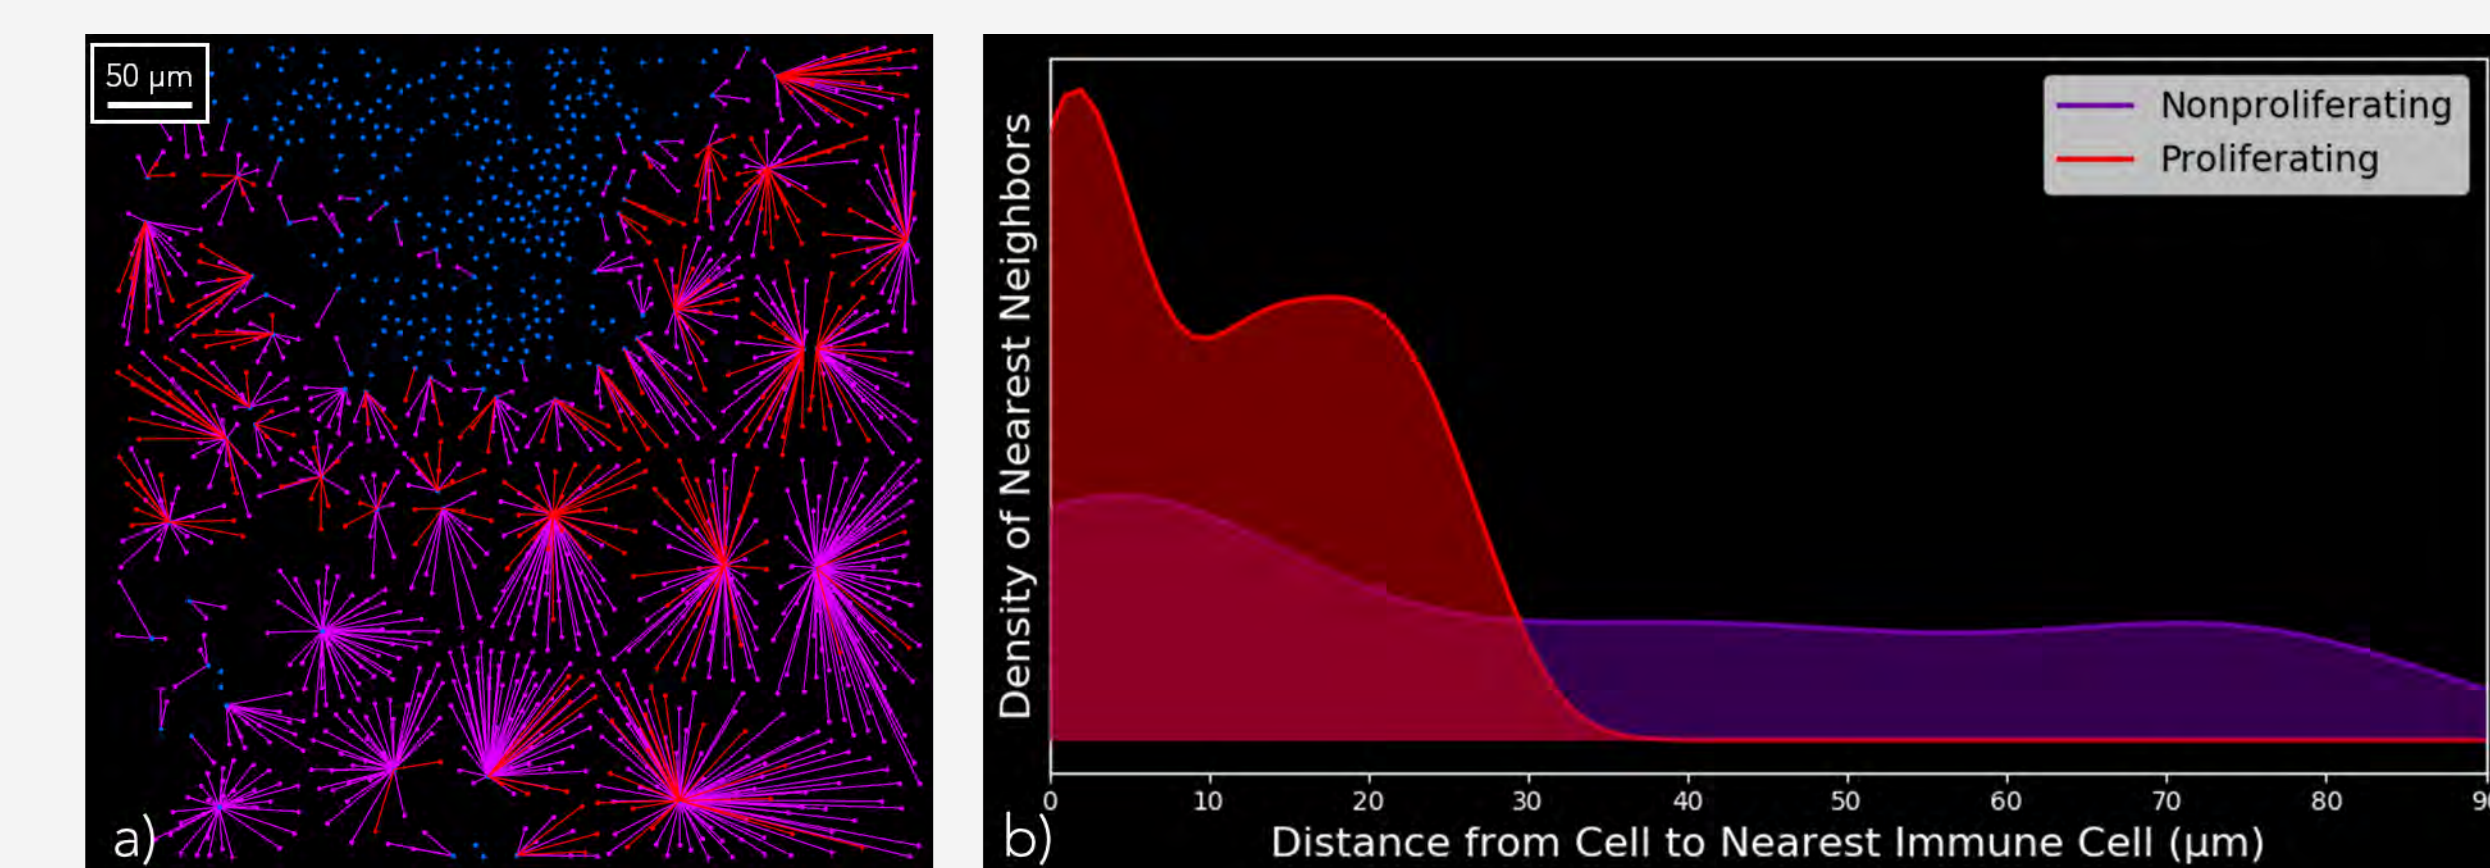 50 μm
a)
Density of Nearest Neighbors
Nonproliferating
Proliferating
0 10 20 30 40 50 60 70 80 90
Distance from Cell to Nearest Immune Cell (μm)
b)